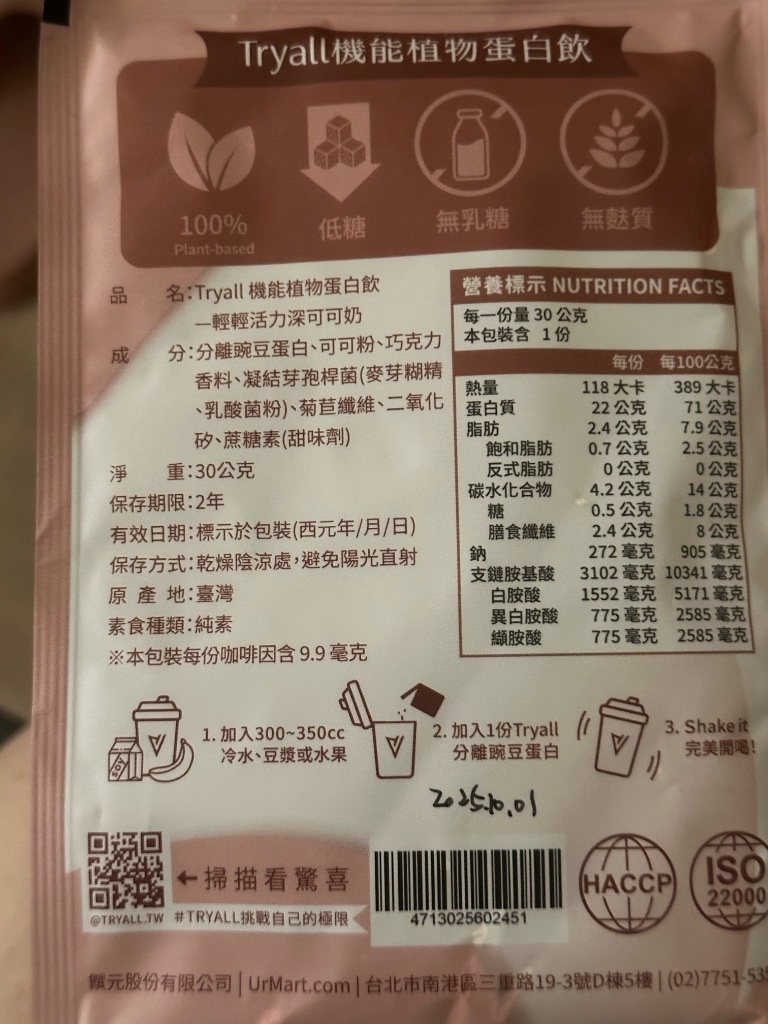 Tryall機能植物蛋白飲
100%
Plant-based
低糖
無乳糖
無麩質
品 名:Tryall 機能植物蛋白飲
—輕輕活力深可可奶
成 分:分離豌豆蛋白、可可粉、巧克力
香料、凝結芽孢桿菌(麥芽糊精
、乳酸菌粉)、菊苣纖維、二氧化
矽、蔗糖素(甜味劑)
淨 重:30公克
保存期限:2年
有效日期:標示於包裝(西元年/月/日)
保存方式:乾燥陰涼處,避免陽光直射
原 產 地:臺灣
素食種類:純素
※本包裝每份咖啡因含 9.9 毫克
營養標示 NUTRITION FACTS
每一份量 30 公克
本包裝含 1 份
每份 每100公克
熱量 118 大卡 389 大卡
蛋白質 22 公克 71 公克
脂肪 2.4 公克 7.9 公克
飽和脂肪 0.7 公克 2.5 公克
反式脂肪 0 公克 0 公克
碳水化合物 4.2 公克 14 公克
糖 0.5 公克 1.8 公克
膳食纖維 2.4 公克 8 公克
鈉 272 毫克 905 毫克
支鏈胺基酸 3102 毫克 10341 毫克
白胺酸 1552 毫克 5171 毫克
異白胺酸 775 毫克 2585 毫克
纈胺酸 775 毫克 2585 毫克
SOY
1. 加入300~350cc
冷水、豆漿或水果
2. 加入1份Tryall
分離豌豆蛋白
3. Shake it
完美開喝!
2025.10.01
←掃描看驚喜
@TRYALL.TW #TRYALL挑戰自己的極限
4713025602451
HACCP
ISO
22000
饌元股份有限公司 | UrMart.com | 台北市南港區三重路19-3號D棟5樓 | (02)7751-535